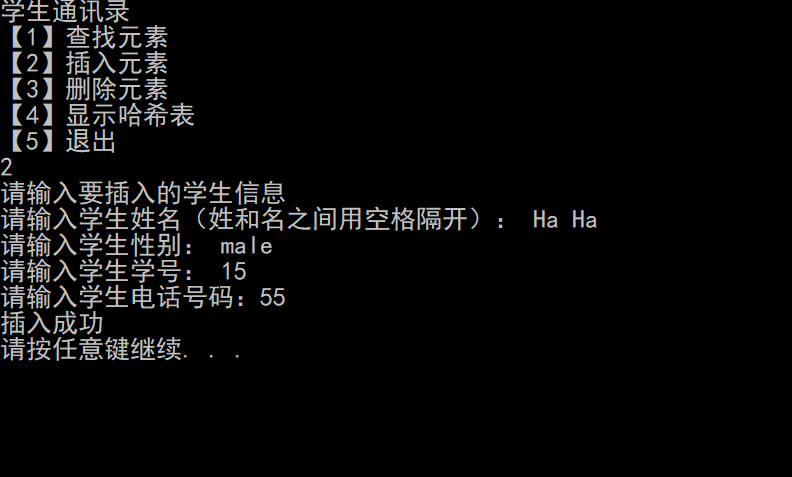 学生通讯录
【1】查找元素
【2】插入元素
【3】删除元素
【4】显示哈希表
【5】退出
2
请输入要插入的学生信息
请输入学生姓名（姓和名之间用空格隔开）： Ha Ha
请输入学生性别： male
请输入学生学号： 15
请输入学生电话号码：55
插入成功
请按任意键继续. . .